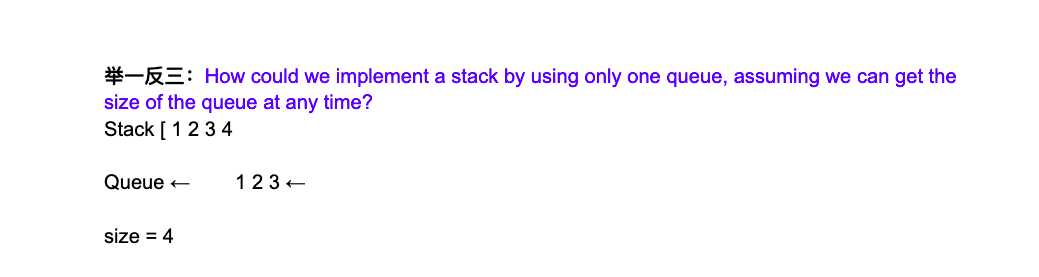 举一反三：How could we implement a stack by using only one queue, assuming we can get the
size of the queue at any time?
Stack [ 1 2 3 4
Queue ← 1 2 3 ←
size = 4